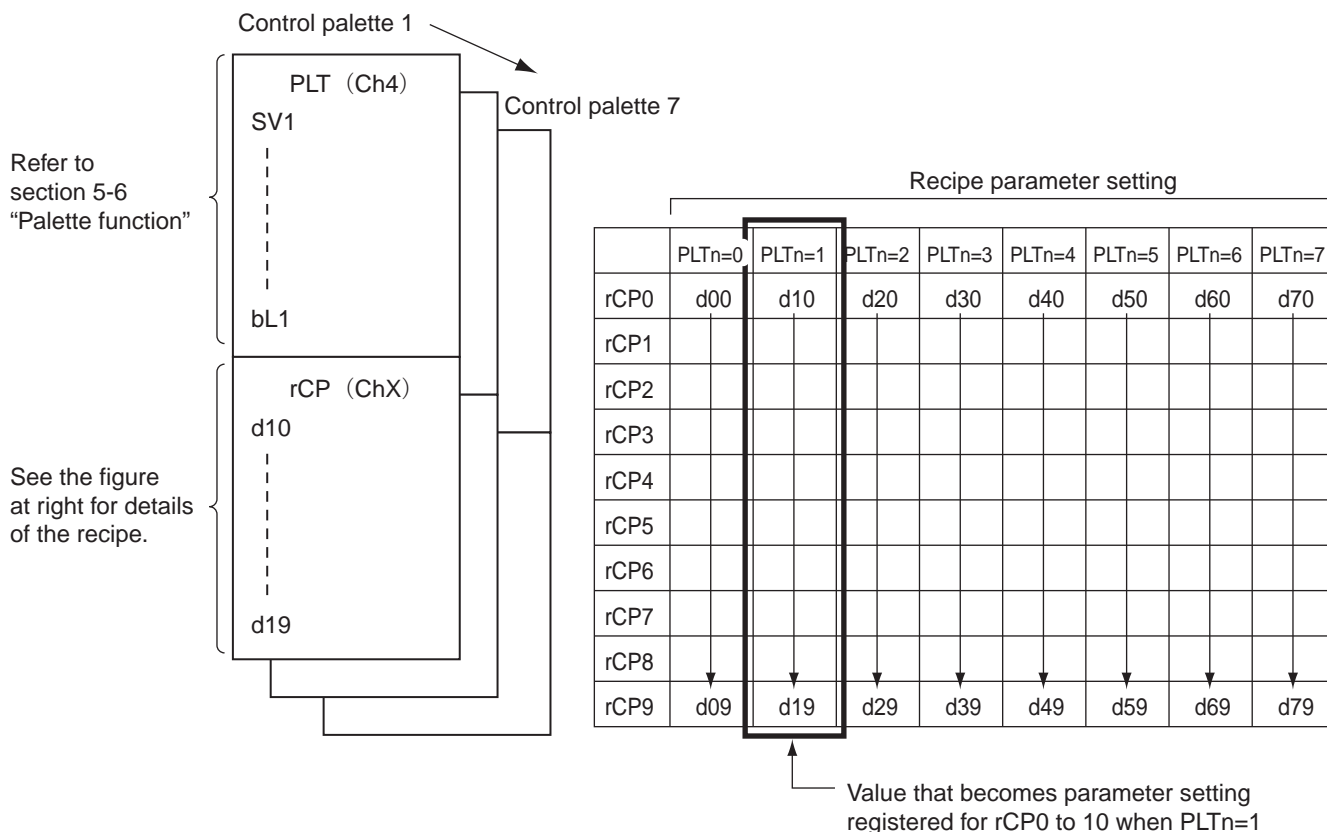 Control palette 1
PLT (Ch4)
SV1
bL1
rCP (ChX)
d10
d19
Control palette 7
Refer to
section 5-6
“Palette function”
See the figure
at right for details
of the recipe.
Recipe parameter setting
PLTn=0 PLTn=1 PLTn=2 PLTn=3 PLTn=4 PLTn=5 PLTn=6 PLTn=7
rCP0 d00 d10 d20 d30 d40 d50 d60 d70
rCP1
rCP2
rCP3
rCP4
rCP5
rCP6
rCP7
rCP8
rCP9 d09 d19 d29 d39 d49 d59 d69 d79
Value that becomes parameter setting
registered for rCP0 to 10 when PLTn=1